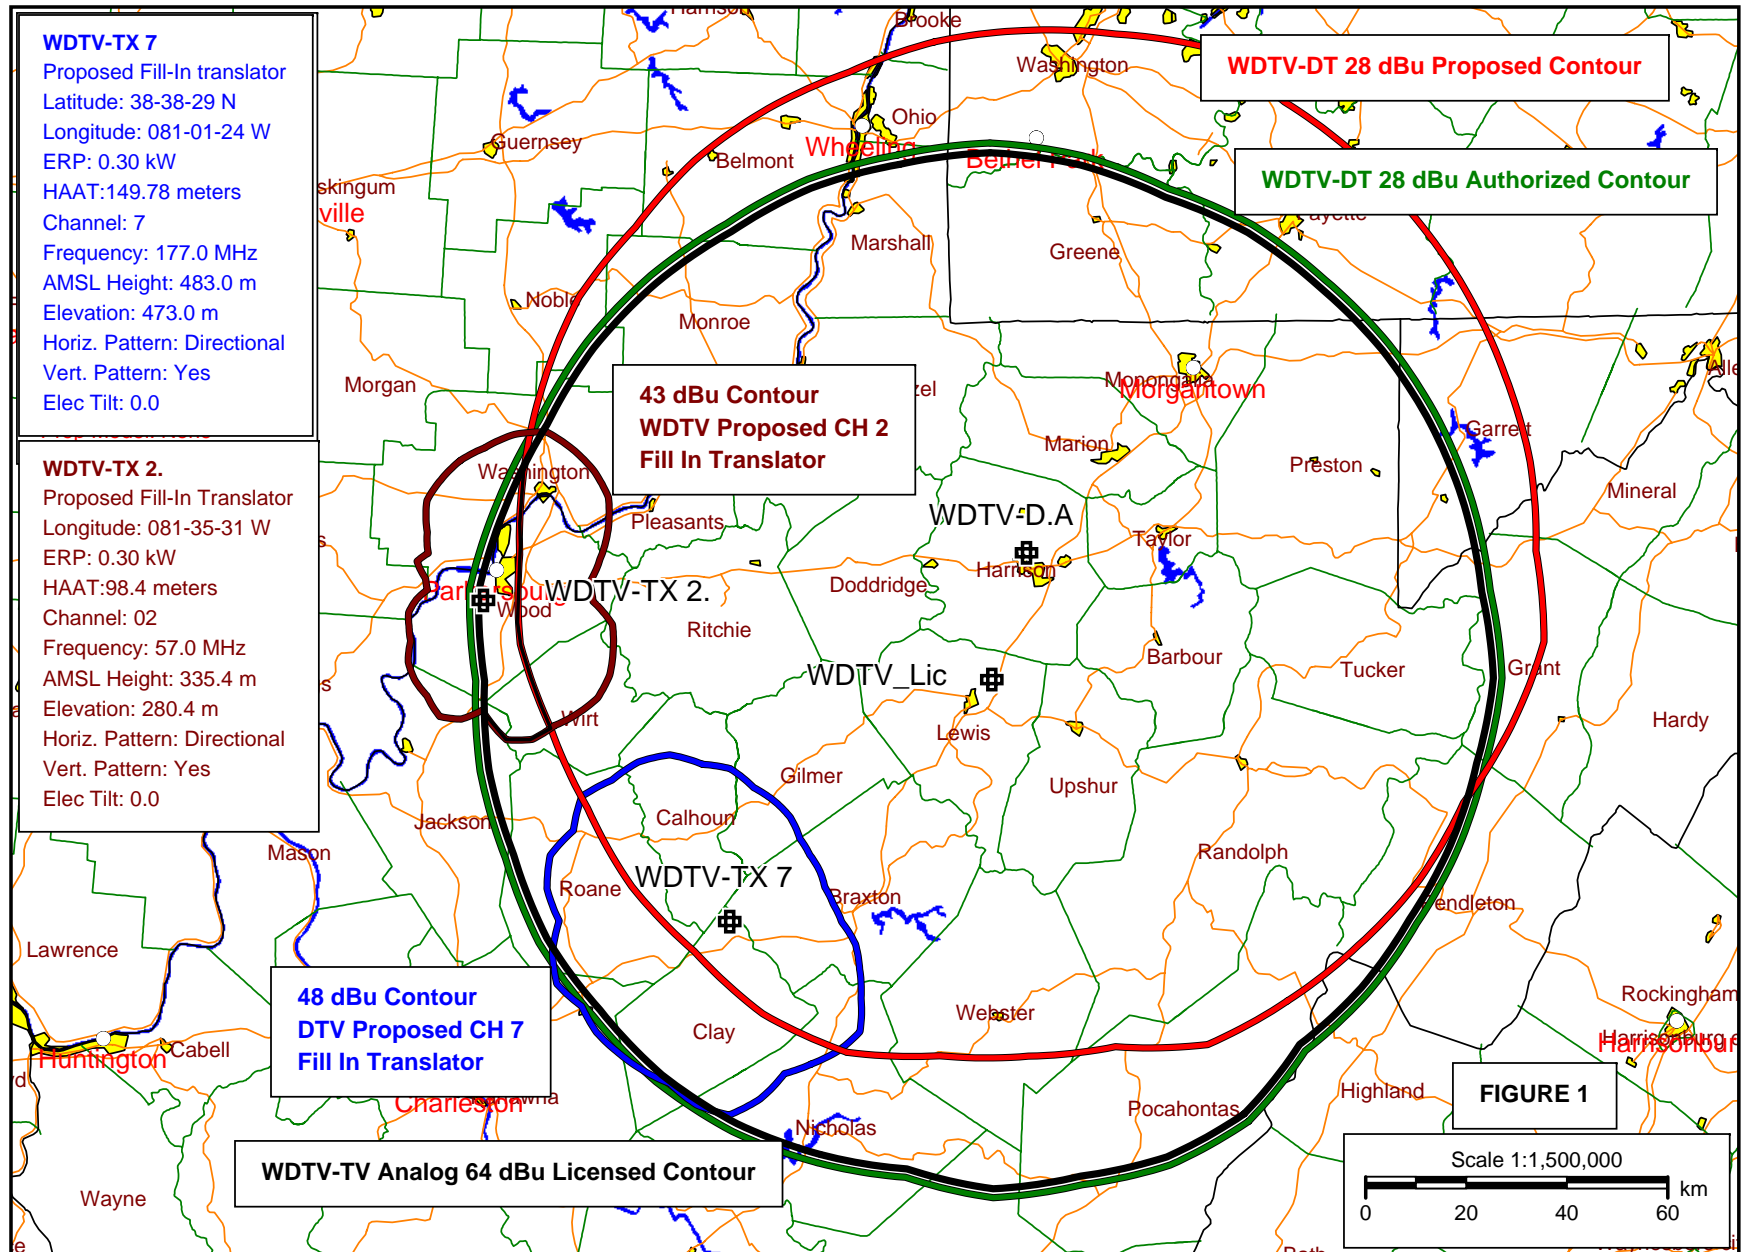 WDTV-TX 7
Proposed Fill-In translator
Latitude: 38-38-29 N
Longitude: 081-01-24 W
ERP: 0.30 kW
HAAT:149.78 meters
Channel: 7
Frequency: 177.0 MHz
AMSL Height: 483.0 m
Elevation: 473.0 m
Horiz. Pattern: Directional
Vert. Pattern: Yes
Elec Tilt: 0.0
WDTV-TX 2.
Proposed Fill-In Translator
Longitude: 081-35-31 W
ERP: 0.30 kW
HAAT:98.4 meters
Channel: 02
Frequency: 57.0 MHz
AMSL Height: 335.4 m
Elevation: 280.4 m
Horiz. Pattern: Directional
Vert. Pattern: Yes
Elec Tilt: 0.0
WDTV-DT 28 dBu Proposed Contour
WDTV-DT 28 dBu Authorized Contour
43 dBu Contour
WDTV Proposed CH 2
Fill In Translator
48 dBu Contour
DTV Proposed CH 7
Fill In Translator
WDTV-TV Analog 64 dBu Licensed Contour
FIGURE 1
Scale 1:1,500,000
km
0 20 40 60
Brooke
Washington
Ohio
Guernsey
Belmont
Wheeling
Bethel Park
skingum
ville
Marshall
Greene
Noble
Monroe
Morgan
zel
Monongalia
Morgantown
Marion
Garrett
Preston
Mineral
Washington
Pleasants
WDTV-D.A
Taylor
Harrison
Doddridge
WDTV-TX 2.
Wood
Ritchie
Barbour
Tucker
Grant
WDTV_Lic
Wirt
Lewis
Hardy
Gilmer
Upshur
Calhoun
Jackson
Mason
Randolph
WDTV-TX 7
Roane
Braxton
endleton
Lawrence
Rockingham
Webster
Clay
Cabell
Huntington
Highland
Charleston
Pocahontas
Nicholas
Wayne